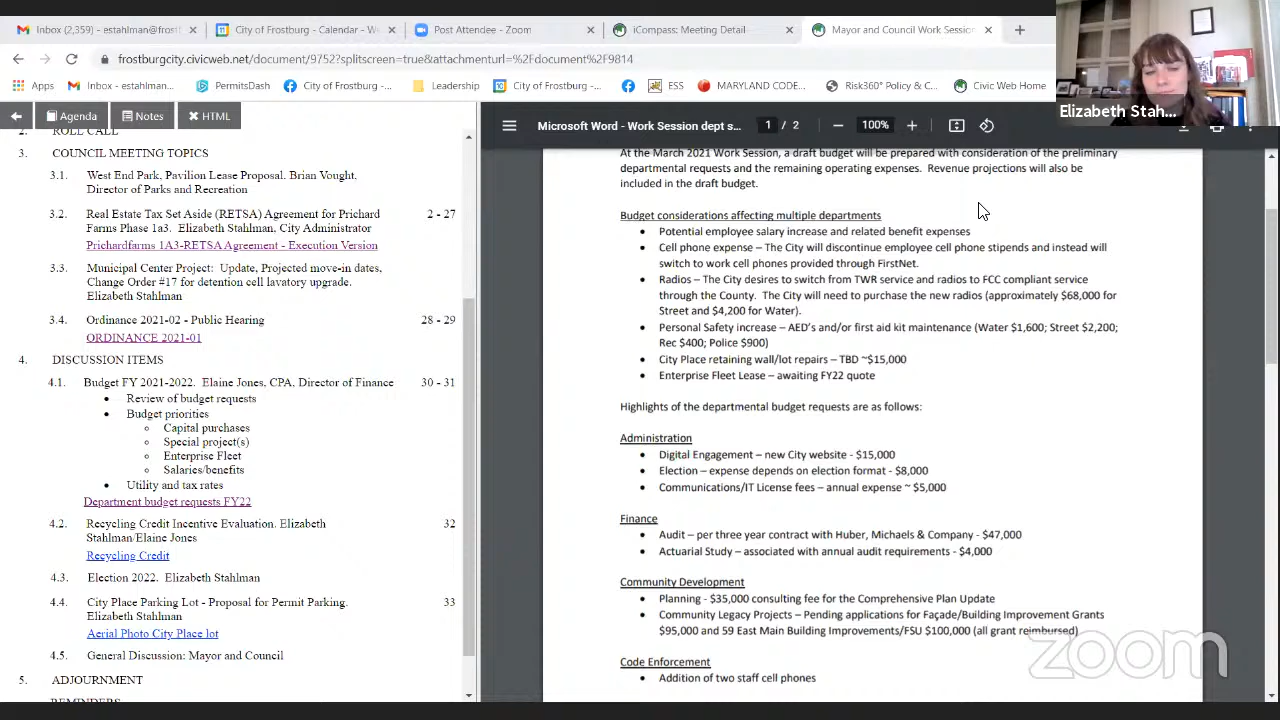 Inbox (2,359) - estahlman@frost
City of Frostburg - Calendar - W
Post Attendee - Zoom
iCompass: Meeting Detail
Mayor and Council Work Session
frostburgcity.civicweb.net/document/9752?splitscreen=true&attachmenturl=%2Fdocument%2F9814
Apps
Inbox - estahlman...
PermitsDash
City of Frostburg -...
Leadership
City of Frostburg -...
ESS
MARYLAND CODE...
Risk360° Policy & C...
Civic Web Home
Elizabeth Stah...
Agenda
Notes
HTML
Microsoft Word - Work Session dept s...
1 / 2
100%
2. ROLL CALL
3. COUNCIL MEETING TOPICS
3.1. West End Park, Pavilion Lease Proposal. Brian Vought,
Director of Parks and Recreation
3.2. Real Estate Tax Set Aside (RETSA) Agreement for Prichard 2 - 27
Farms Phase 1a3. Elizabeth Stahlman, City Administrator
Prichardfarms 1A3-RETSA Agreement - Execution Version
3.3. Municipal Center Project: Update, Projected move-in dates,
Change Order #17 for detention cell lavatory upgrade.
Elizabeth Stahlman
3.4. Ordinance 2021-02 - Public Hearing 28 - 29
ORDINANCE 2021-01
4. DISCUSSION ITEMS
4.1. Budget FY 2021-2022. Elaine Jones, CPA, Director of Finance 30 - 31
• Review of budget requests
• Budget priorities
○ Capital purchases
○ Special project(s)
○ Enterprise Fleet
○ Salaries/benefits
• Utility and tax rates
Department budget requests FY22
4.2. Recycling Credit Incentive Evaluation. Elizabeth 32
Stahlman/Elaine Jones
Recycling Credit
4.3. Election 2022. Elizabeth Stahlman
4.4. City Place Parking Lot - Proposal for Permit Parking. 33
Elizabeth Stahlman
Aerial Photo City Place lot
4.5. General Discussion: Mayor and Council
5. ADJOURNMENT
REMINDERS
At the March 2021 Work Session, a draft budget will be prepared with consideration of the preliminary
departmental requests and the remaining operating expenses. Revenue projections will also be
included in the draft budget.
Budget considerations affecting multiple departments
• Potential employee salary increase and related benefit expenses
• Cell phone expense – The City will discontinue employee cell phone stipends and instead will
switch to work cell phones provided through FirstNet.
• Radios – The City desires to switch from TWR service and radios to FCC compliant service
through the County. The City will need to purchase the new radios (approximately $68,000 for
Street and $4,200 for Water).
• Personal Safety increase – AED's and/or first aid kit maintenance (Water $1,600; Street $2,200;
Rec $400; Police $900)
• City Place retaining wall/lot repairs – TBD ~$15,000
• Enterprise Fleet Lease – awaiting FY22 quote
Highlights of the departmental budget requests are as follows:
Administration
• Digital Engagement – new City website - $15,000
• Election – expense depends on election format - $8,000
• Communications/IT License fees – annual expense ~ $5,000
Finance
• Audit – per three year contract with Huber, Michaels & Company - $47,000
• Actuarial Study – associated with annual audit requirements - $4,000
Community Development
• Planning - $35,000 consulting fee for the Comprehensive Plan Update
• Community Legacy Projects – Pending applications for Façade/Building Improvement Grants
$95,000 and 59 East Main Building Improvements/FSU $100,000 (all grant reimbursed)
Code Enforcement
• Addition of two staff cell phones
zoom